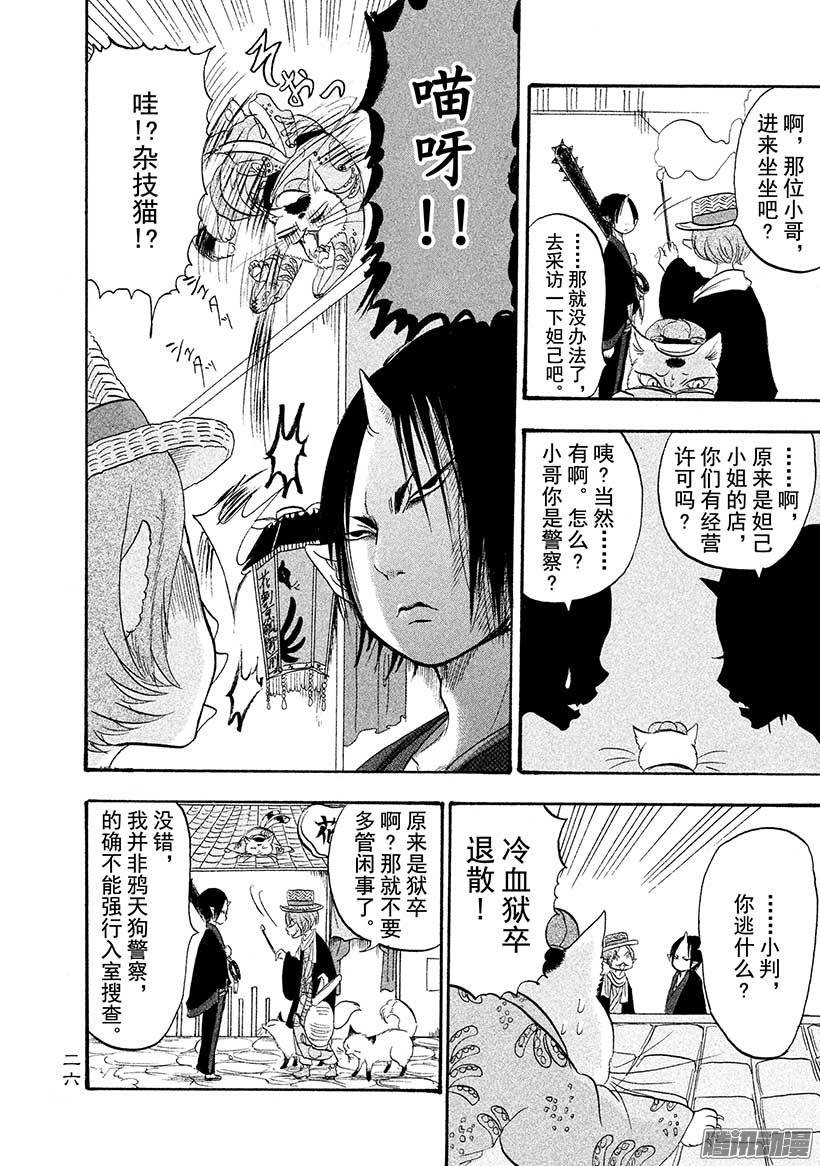 啊，那位小哥，
进来坐坐吧？
……那就没办法了，
去采访一下妲己吧。
……啊，
原来是妲己
小姐的店，
你们有经营
许可吗？
咦？当然……
有啊。怎么？
小哥你是警察？
喵呀!!
哇!?杂技猫!?
……小判，
你逃什么？
冷血狱卒
退散！
原来是狱卒
啊？那就不要
多管闲事了。
没错，
我并非鸦天狗警察，
的确不能强行入室搜查。
二六
腾讯动漫